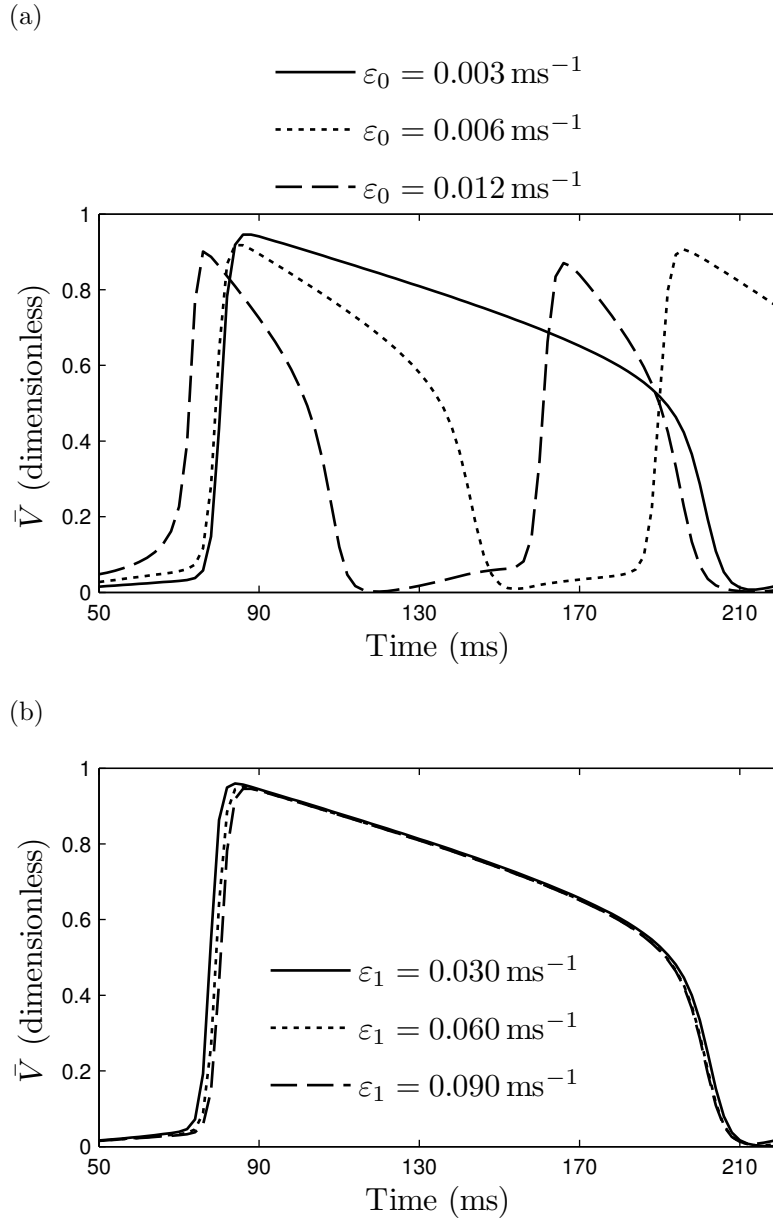 (a)
ε₀ = 0.003 ms⁻¹
ε₀ = 0.006 ms⁻¹
ε₀ = 0.012 ms⁻¹
1
0.8
0.6
0.4
0.2
0
V̄ (dimensionless)
50 90 130 170 210
Time (ms)
(b)
1
0.8
0.6
0.4
0.2
0
V̄ (dimensionless)
ε₁ = 0.030 ms⁻¹
ε₁ = 0.060 ms⁻¹
ε₁ = 0.090 ms⁻¹
50 90 130 170 210
Time (ms)